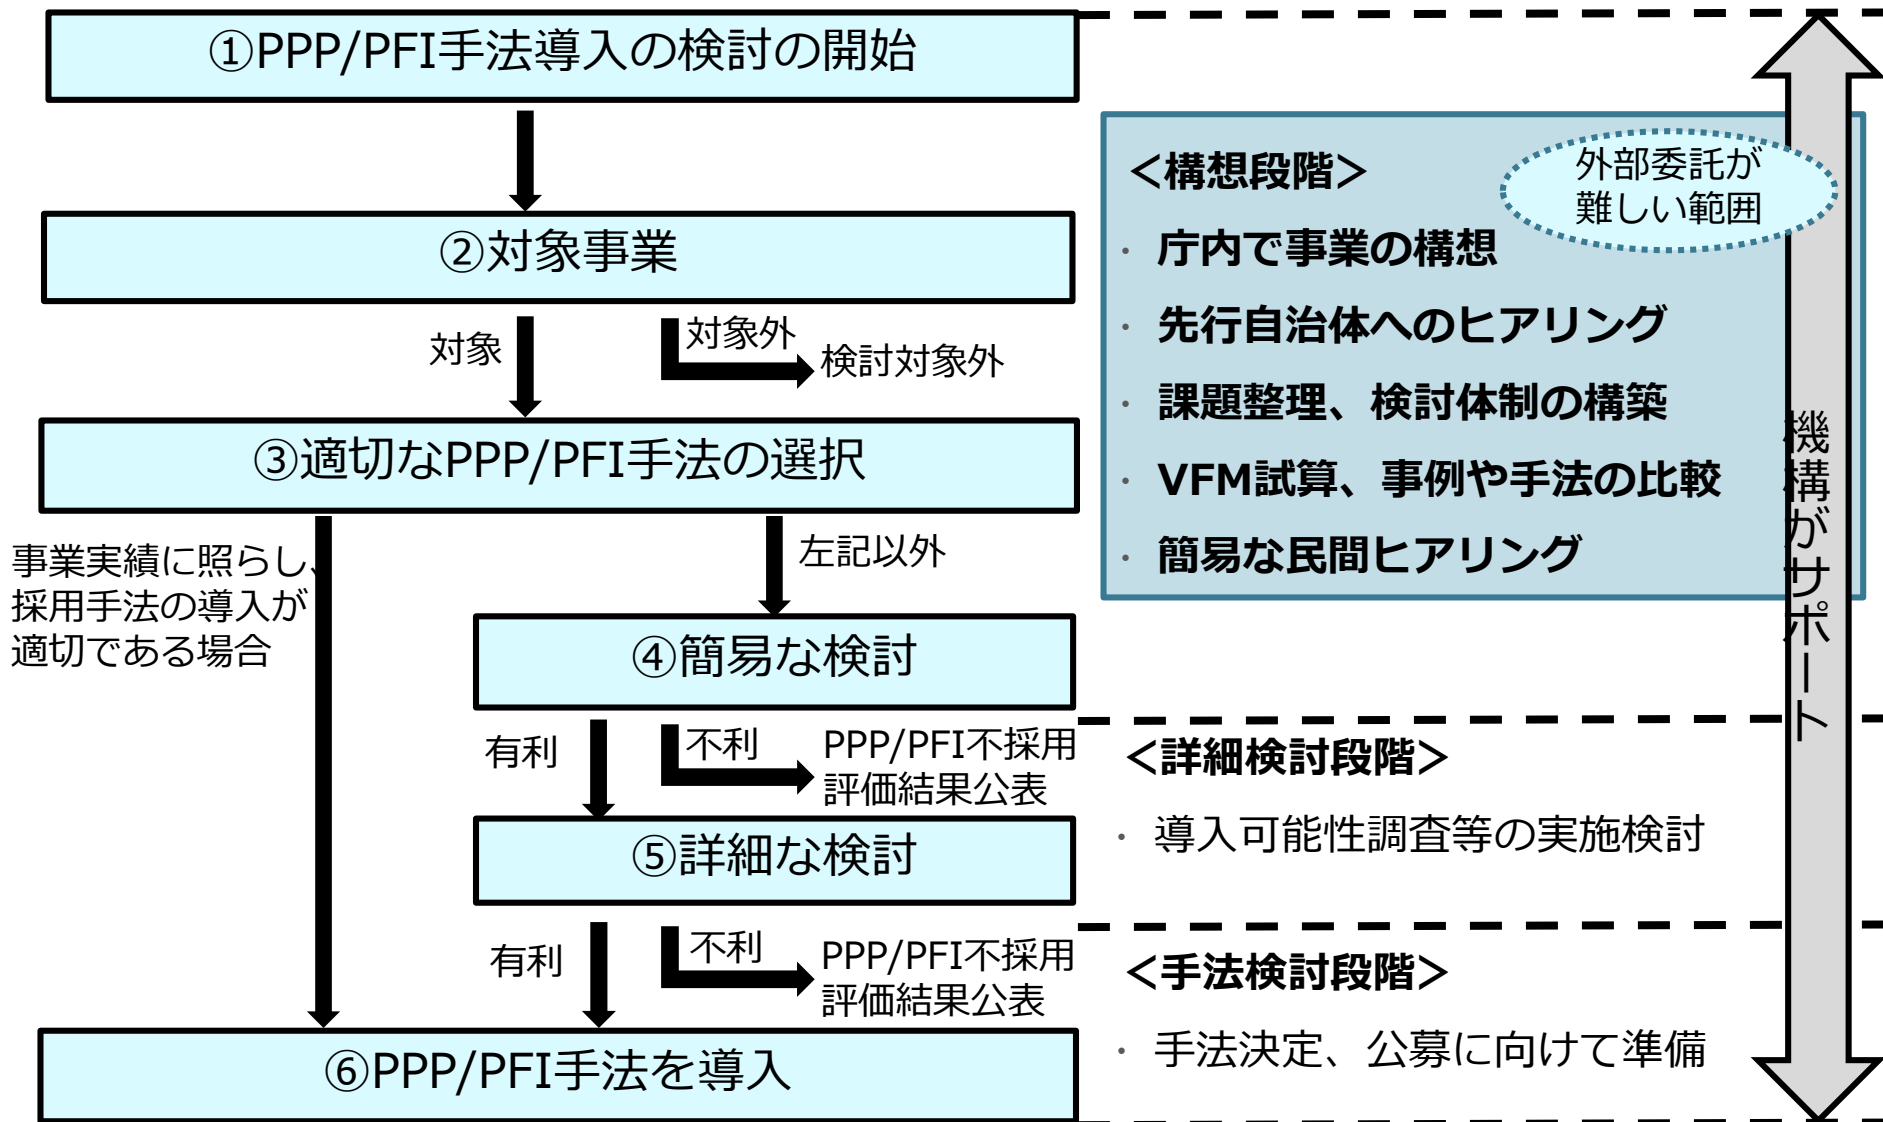 ①PPP/PFI手法導入の検討の開始
②対象事業
対象
対象外
検討対象外
③適切なPPP/PFI手法の選択
事業実績に照らし、
採用手法の導入が
適切である場合
左記以外
④簡易な検討
有利
不利
PPP/PFI不採用
評価結果公表
⑤詳細な検討
有利
不利
PPP/PFI不採用
評価結果公表
⑥PPP/PFI手法を導入
＜構想段階＞
外部委託が
難しい範囲
・ 庁内で事業の構想
・ 先行自治体へのヒアリング
・ 課題整理、検討体制の構築
・ VFM試算、事例や手法の比較
・ 簡易な民間ヒアリング
＜詳細検討段階＞
・ 導入可能性調査等の実施検討
＜手法検討段階＞
・ 手法決定、公募に向けて準備
機構がサポート